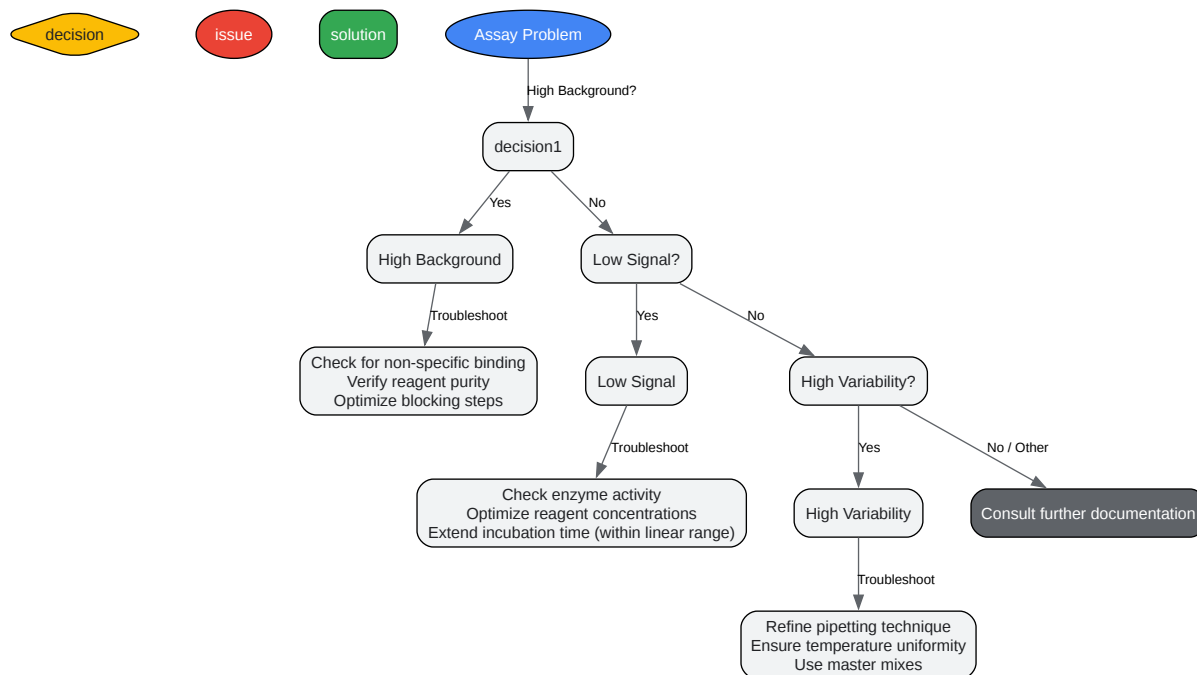 decision
issue
solution
Assay Problem
High Background?
decision1
Yes
No
High Background
Low Signal?
Troubleshoot
Yes
No
Check for non-specific binding
Verify reagent purity
Optimize blocking steps
Low Signal
High Variability?
Troubleshoot
Yes
No / Other
Check enzyme activity
Optimize reagent concentrations
Extend incubation time (within linear range)
High Variability
Consult further documentation
Troubleshoot
Refine pipetting technique
Ensure temperature uniformity
Use master mixes